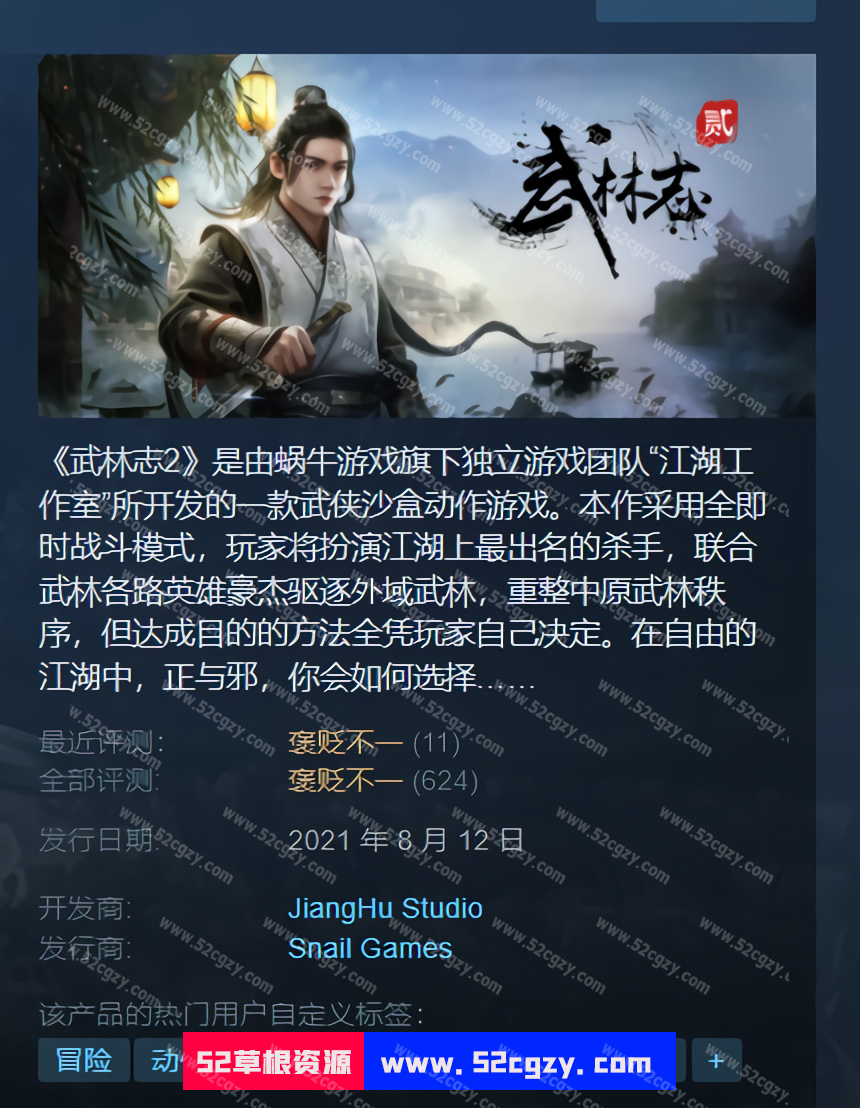 贰
武林志
《武林志2》是由蜗牛游戏旗下独立游戏团队“江湖工
作室”所开发的一款武侠沙盒动作游戏。本作采用全即
时战斗模式，玩家将扮演江湖上最出名的杀手，联合
武林各路英雄豪杰驱逐外域武林，重整中原武林秩
序，但达成目的的方法全凭玩家自己决定。在自由的
江湖中，正与邪，你会如何选择……
最近评测: 褒贬不一 (11)
全部评测: 褒贬不一 (624)
发行日期: 2021 年 8 月 12 日
开发商: JiangHu Studio
发行商: Snail Games
该产品的热门用户自定义标签:
冒险 动 +
52草根资源 www.52cgzy.com